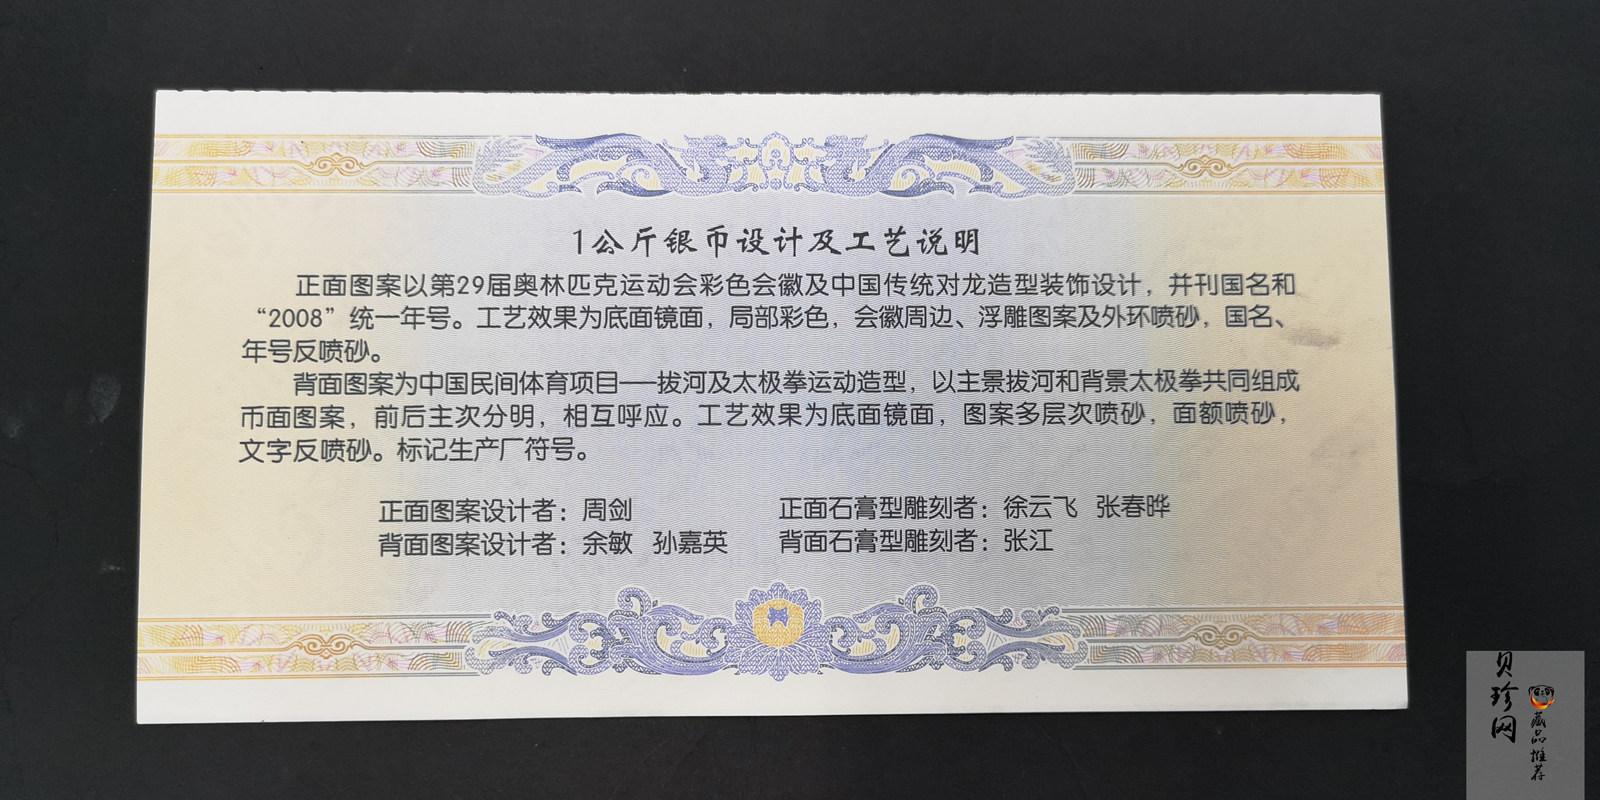 1公斤银币设计及工艺说明
正面图案以第29届奥林匹克运动会彩色会徽及中国传统对龙造型装饰设计，并刊国名和
“2008”统一年号。工艺效果为底面镜面，局部彩色，会徽周边、浮雕图案及外环喷砂，国名、
年号反喷砂。
背面图案为中国民间体育项目——拔河及太极拳运动造型，以主景拔河和背景太极拳共同组成
币面图案，前后主次分明，相互呼应。工艺效果为底面镜面，图案多层次喷砂，面额喷砂，
文字反喷砂。标记生产厂符号。
正面图案设计者：周剑 正面石膏型雕刻者：徐云飞 张春晔
背面图案设计者：余敏 孙嘉英 背面石膏型雕刻者：张江
贝珍网
藏品推荐